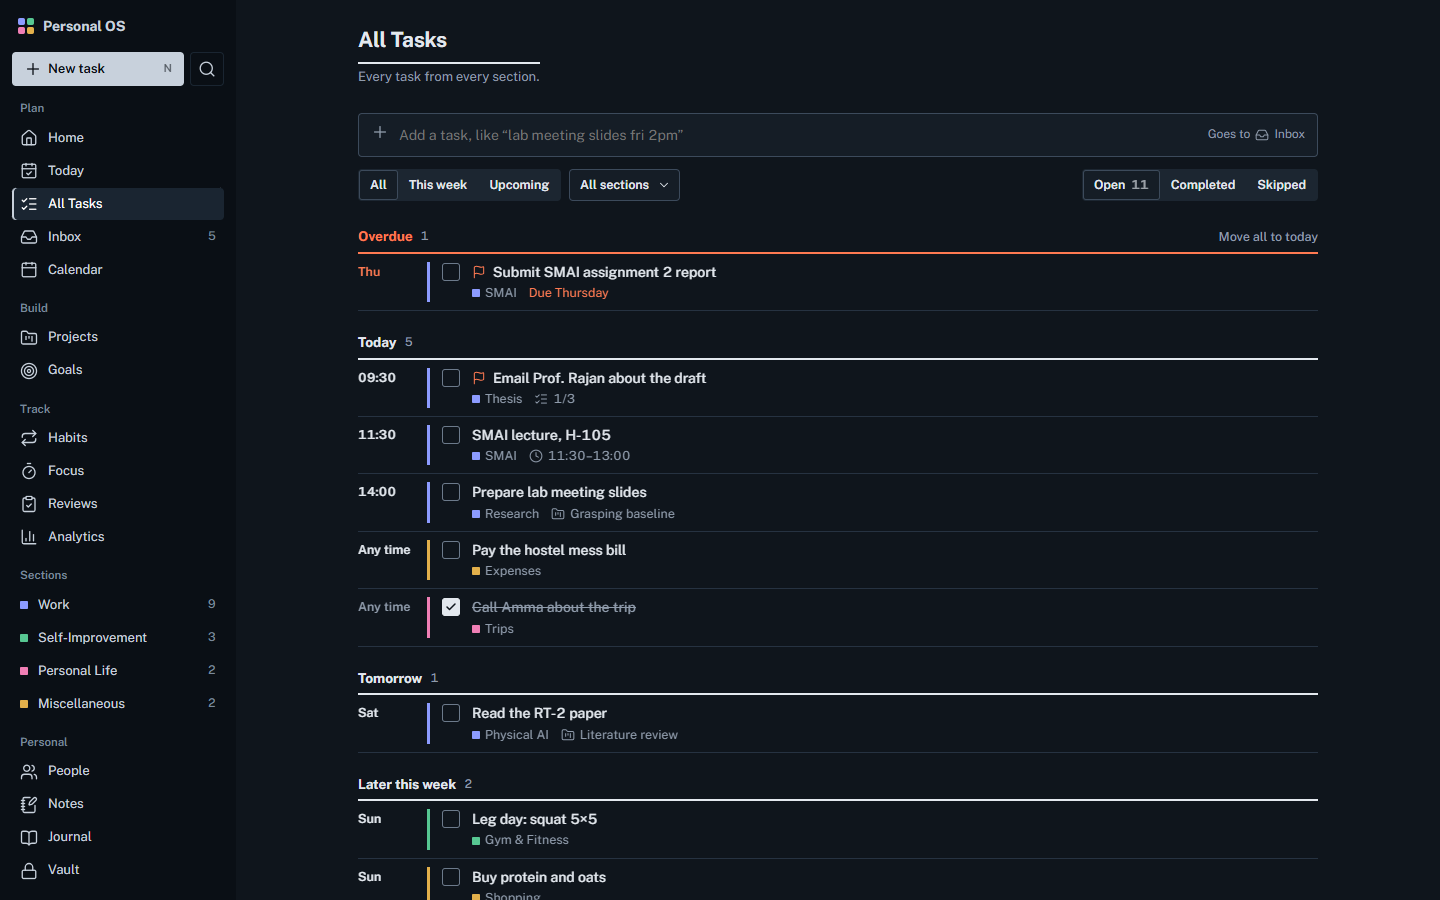 Personal OS
New task N
Plan
Home
Today
All Tasks
Inbox 5
Calendar
Build
Projects
Goals
Track
Habits
Focus
Reviews
Analytics
Sections
Work 9
Self-Improvement 3
Personal Life 2
Miscellaneous 2
Personal
People
Notes
Journal
Vault
All Tasks
Every task from every section.
Add a task, like “lab meeting slides fri 2pm” Goes to Inbox
All This week Upcoming All sections Open 11 Completed Skipped
Overdue 1 Move all to today
Thu Submit SMAI assignment 2 report
SMAI Due Thursday
Today 5
09:30 Email Prof. Rajan about the draft
Thesis 1/3
11:30 SMAI lecture, H-105
SMAI 11:30–13:00
14:00 Prepare lab meeting slides
Research Grasping baseline
Any time Pay the hostel mess bill
Expenses
Any time Call Amma about the trip
Trips
Tomorrow 1
Sat Read the RT-2 paper
Physical AI Literature review
Later this week 2
Sun Leg day: squat 5×5
Gym & Fitness
Sun Buy protein and oats
Shopping